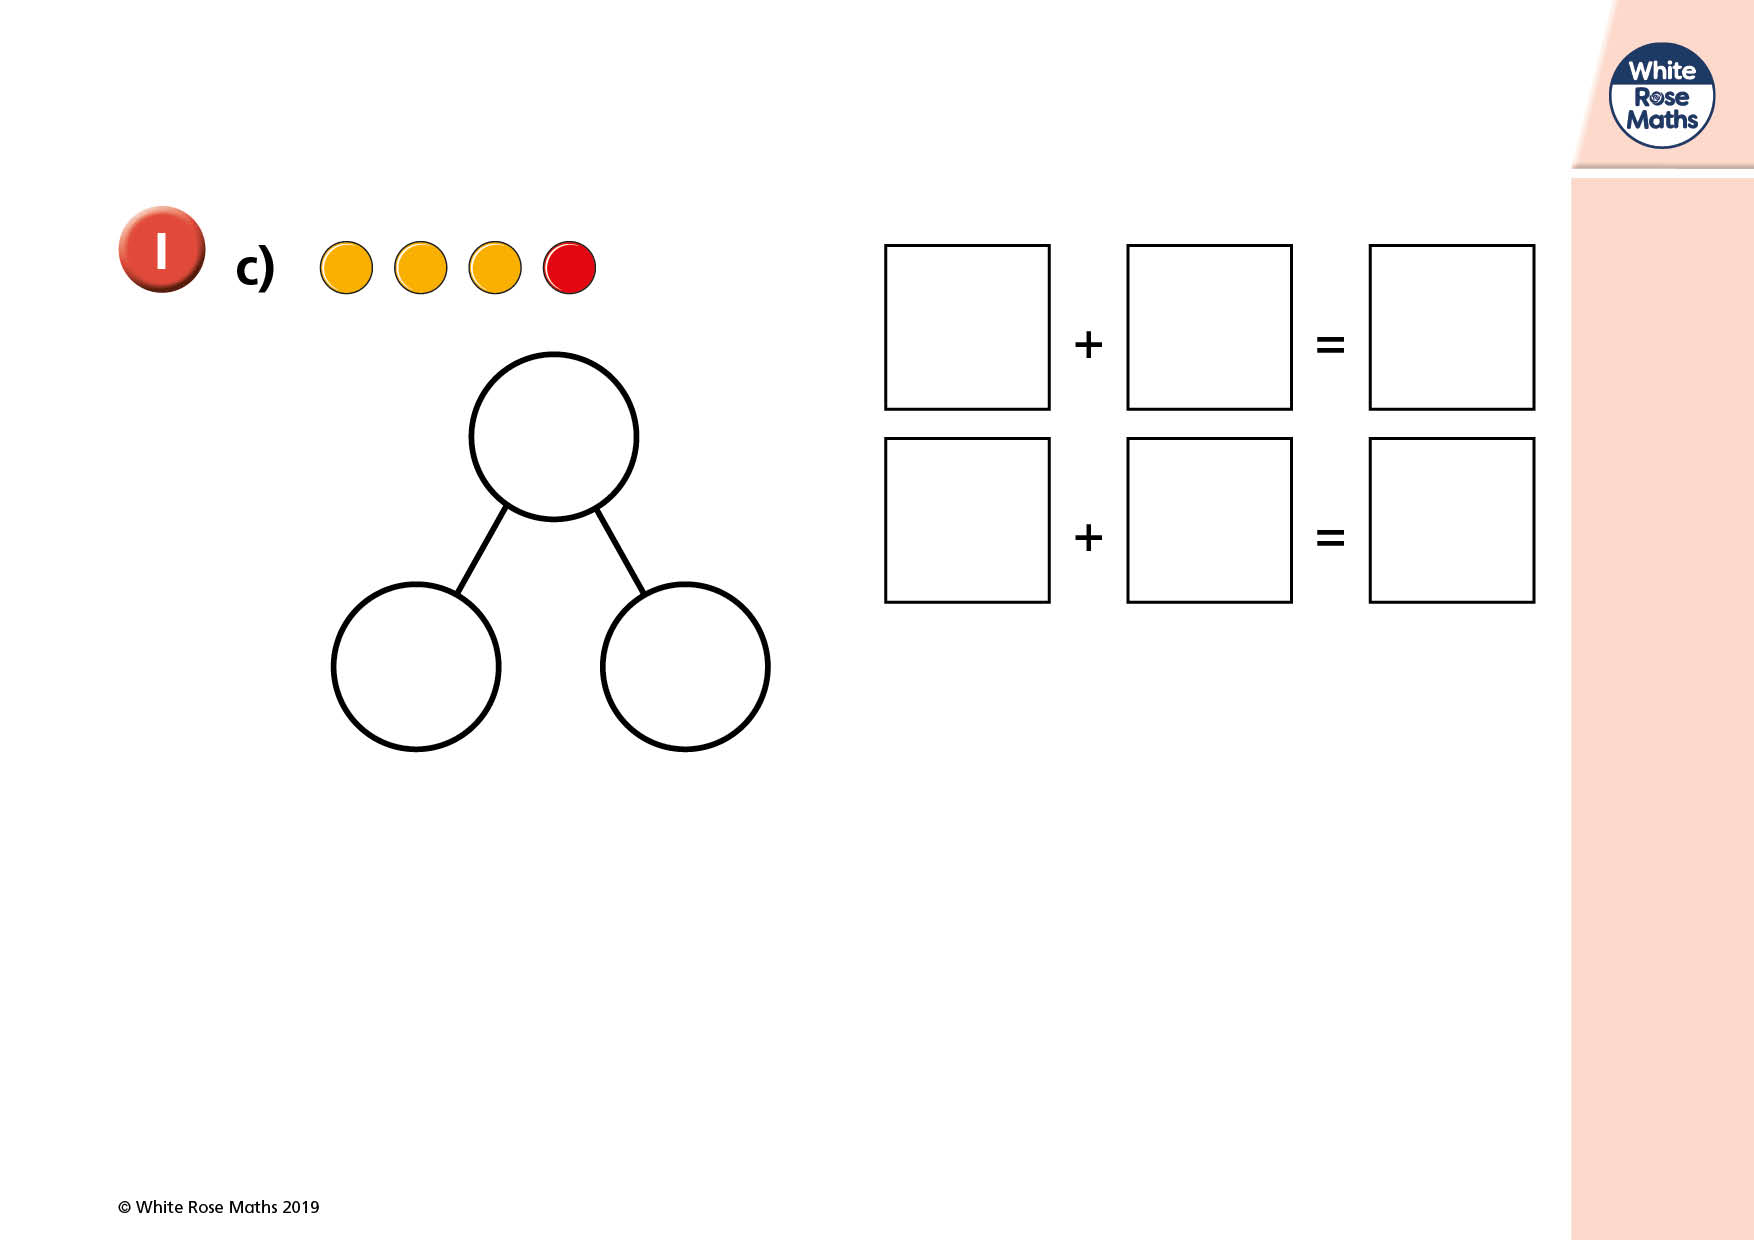 White
Rose
Maths
1 c)
+ =
+ =
© White Rose Maths 2019